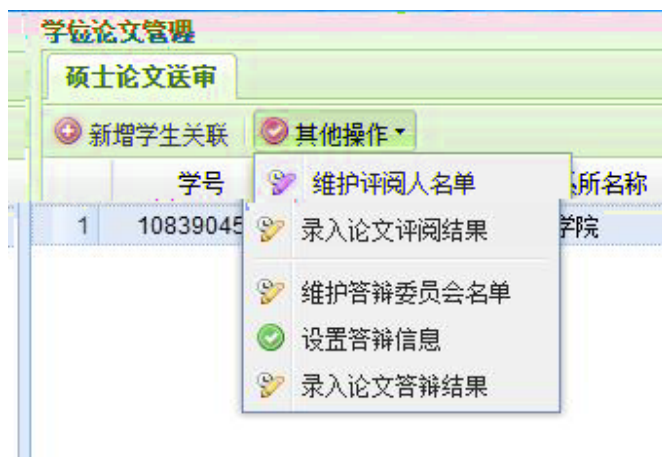 学位论文管理
硕士论文送审
新增学生关联 其他操作
学号 所名称
1 10839045 学院
维护评阅人名单
录入论文评阅结果
维护答辩委员会名单
设置答辩信息
录入论文答辩结果